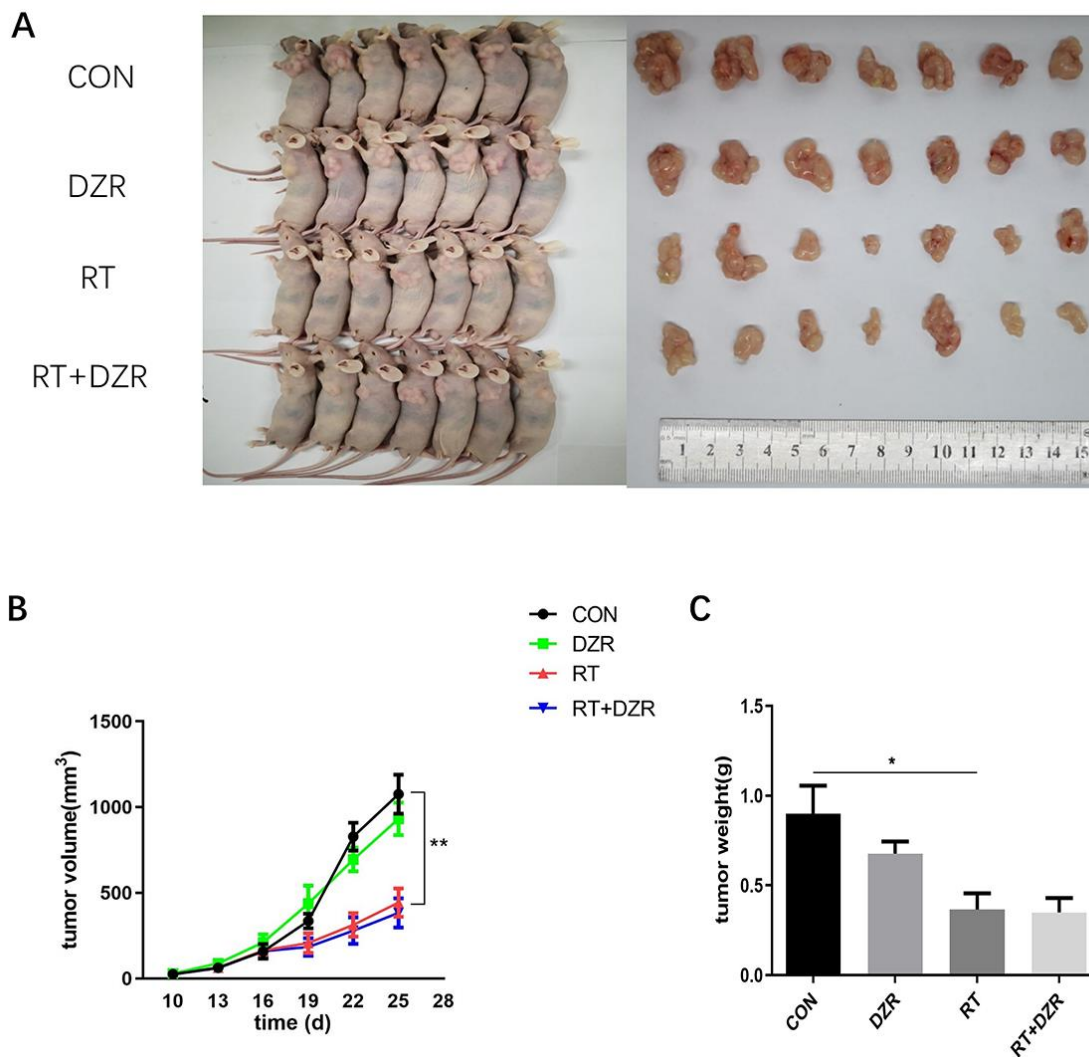 A
CON
DZR
RT
RT+DZR
1 2 3 4 5 6 7 8 9 10 11 12 13 14 15
B
CON
DZR
RT
RT+DZR
1500
1000
500
0
tumor volume(mm³)
**
10 13 16 19 22 25 28
time (d)
C
1.5
1.0
0.5
0.0
tumor weight(g)
*
CON
DZR
RT
RT+DZR